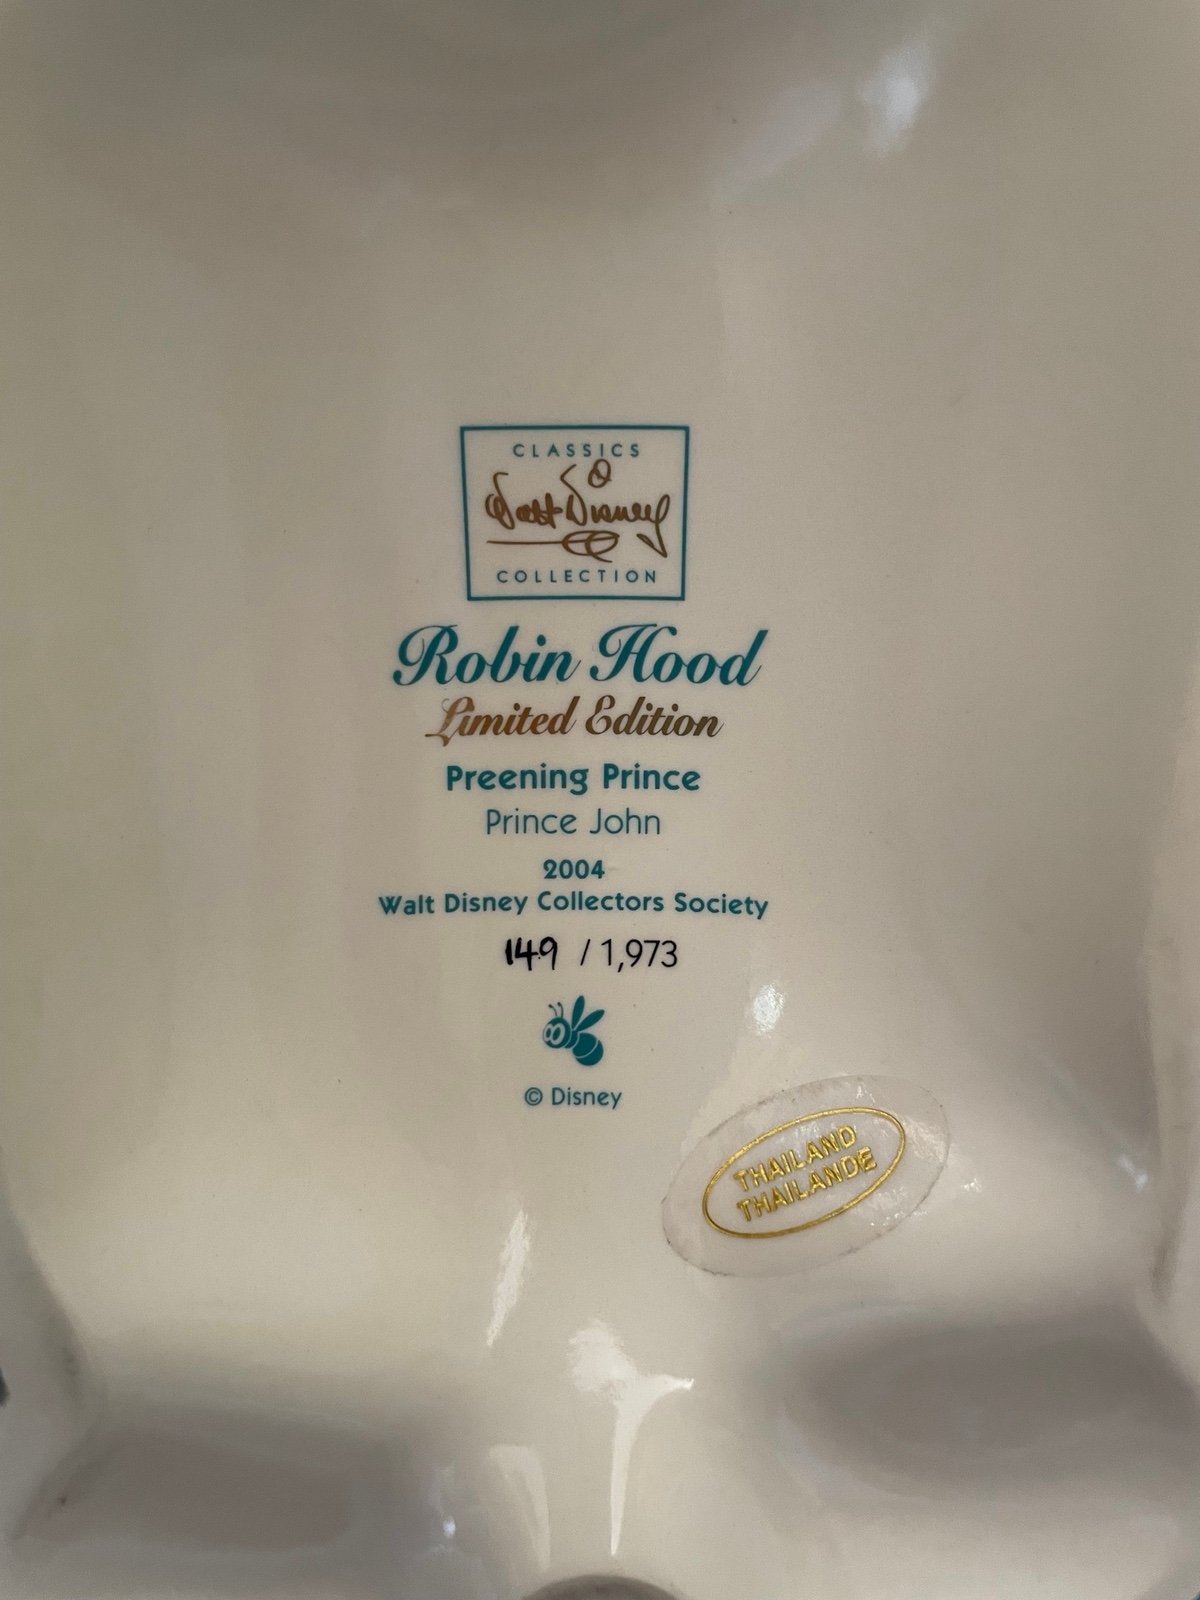 CLASSICS
Walt Disney
COLLECTION
Robin Hood
Limited Edition
Preening Prince
Prince John
2004
Walt Disney Collectors Society
149 / 1,973
© Disney
THAILAND
THAILANDE